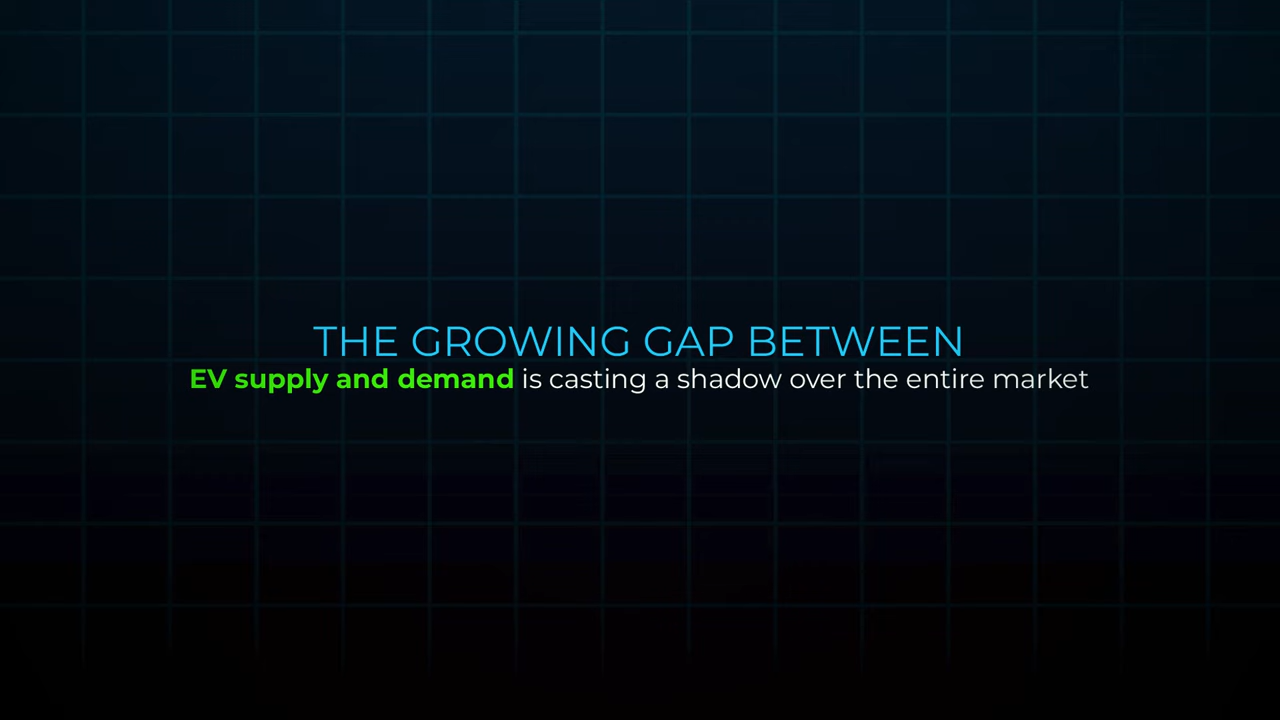 THE GROWING GAP BETWEEN
EV supply and demand is casting a shadow over the entire market